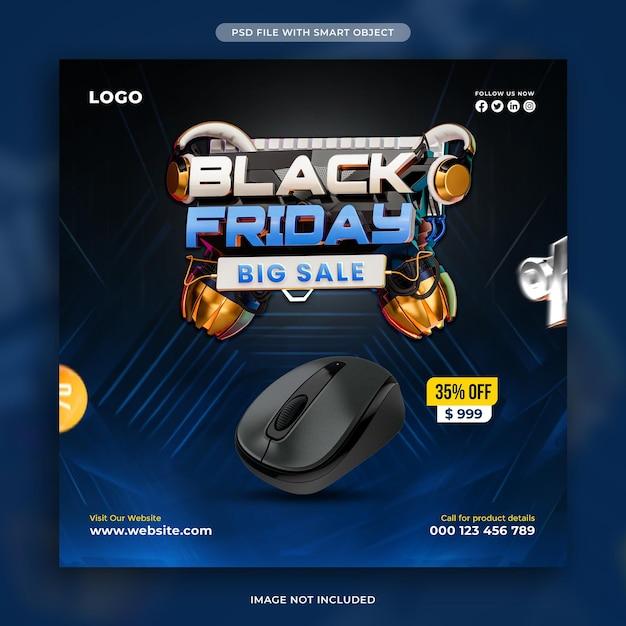 PSD FILE WITH SMART OBJECT
LOGO
FOLLOW US NOW
BLACK
FRIDAY
BIG SALE
35% OFF
$ 999
Visit Our Website
www.website.com
Call for product details
000 123 456 789
IMAGE NOT INCLUDED